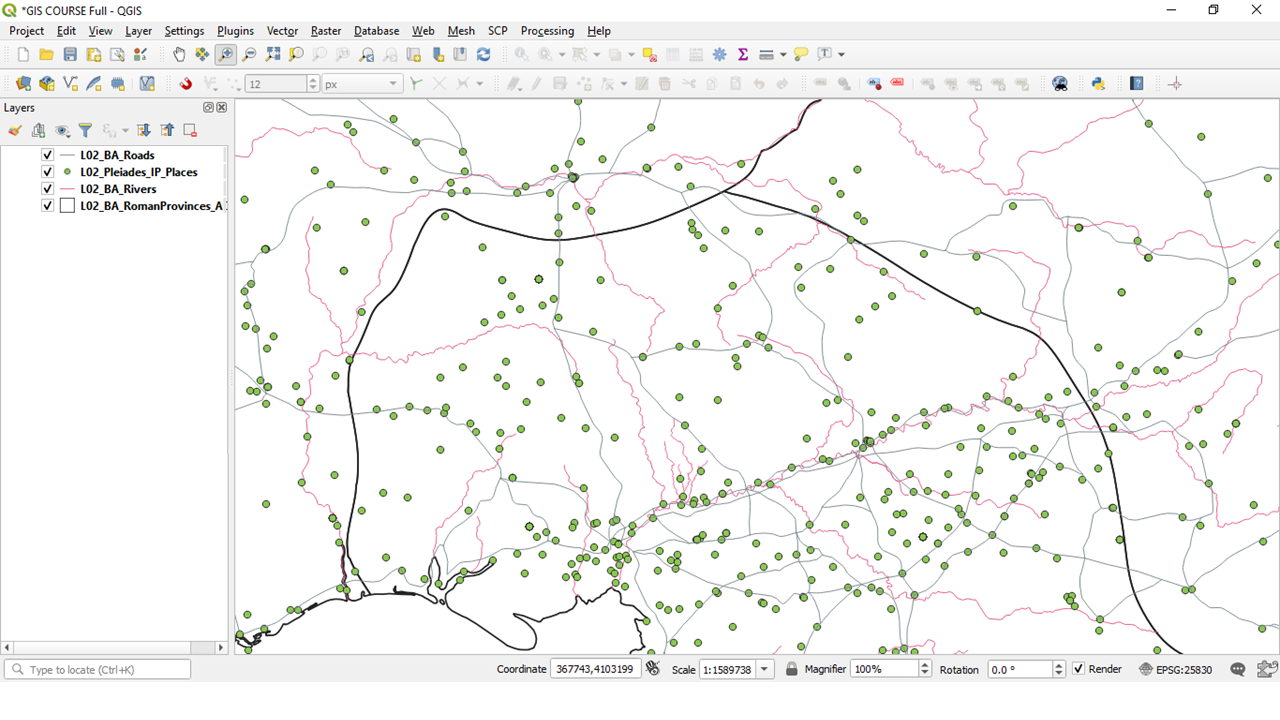 *GIS COURSE Full - QGIS
Project Edit View Layer Settings Plugins Vector Raster Database Web Mesh SCP Processing Help
12 px
Layers
L02_BA_Roads
L02_Pleiades_IP_Places
L02_BA_Rivers
L02_BA_RomanProvinces_A
Type to locate (Ctrl+K) Coordinate 367743,4103199 Scale 1:1589738 Magnifier 100% Rotation 0.0 ° Render EPSG:25830